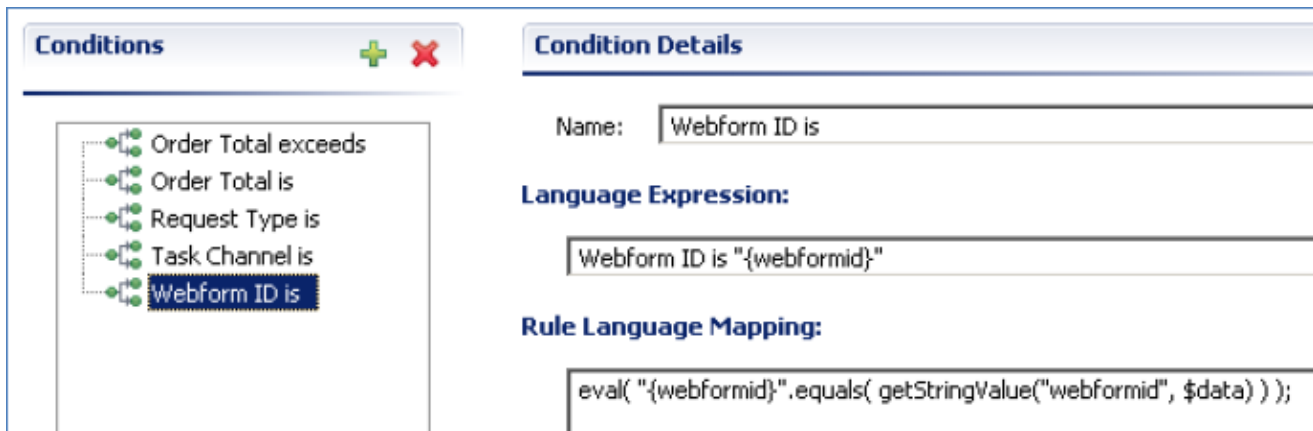 Conditions
Order Total exceeds
Order Total is
Request Type is
Task Channel is
Webform ID is
Condition Details
Name: Webform ID is
Language Expression:
Webform ID is "{webformid}"
Rule Language Mapping:
eval( "{webformid}".equals( getStringValue("webformid", $data) ) );